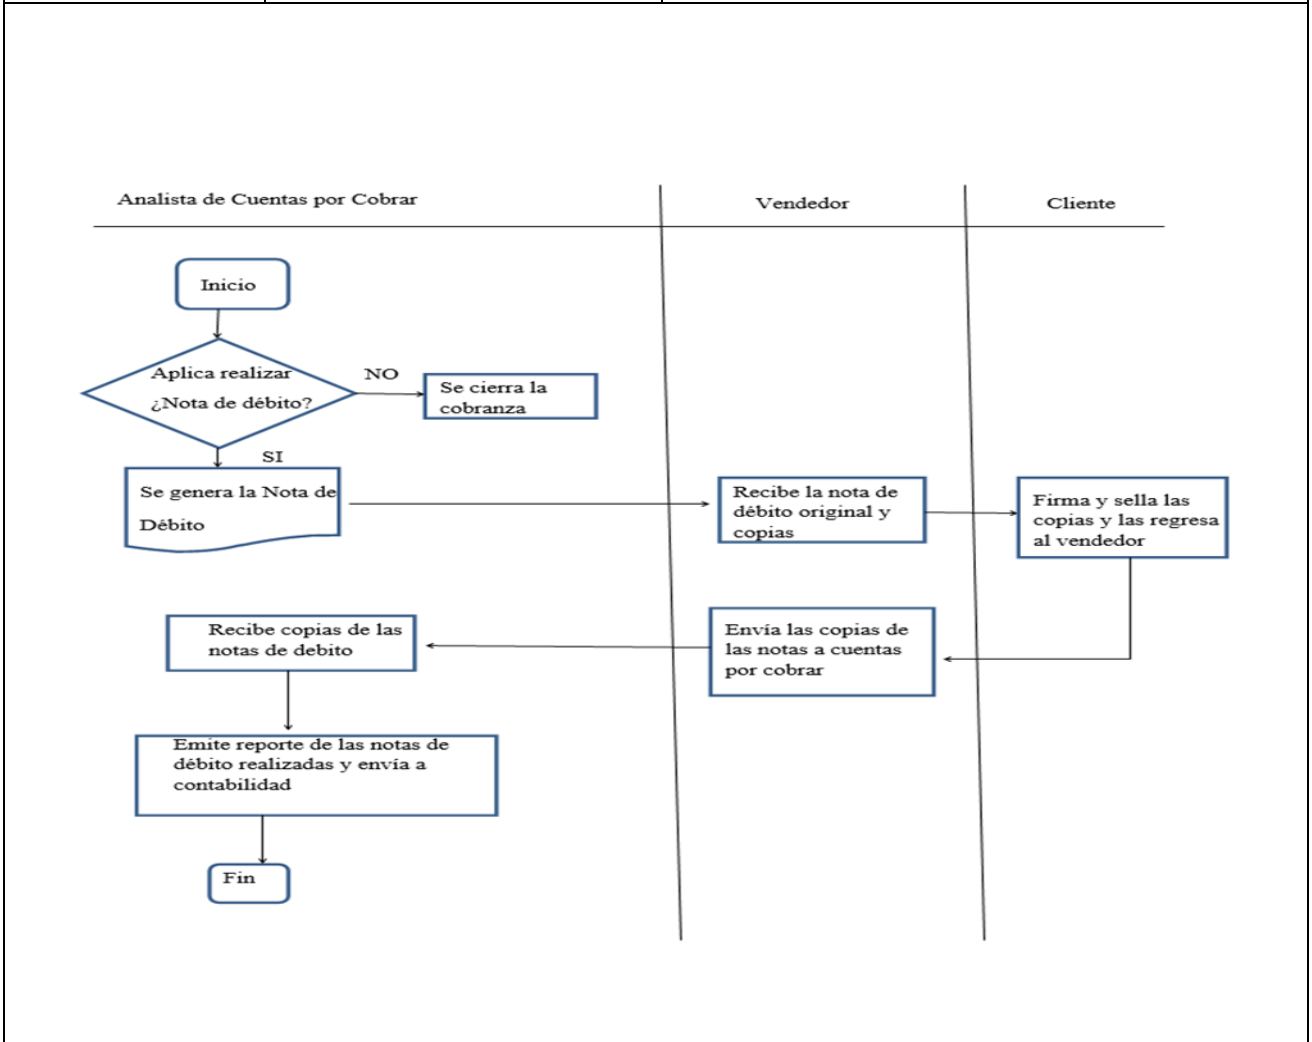 Analista de Cuentas por Cobrar
Vendedor
Cliente
Inicio
Aplica realizar
¿Nota de débito?
NO
Se cierra la
cobranza
SI
Se genera la Nota de
Débito
Recibe la nota de
débito original y
copias
Firma y sella las
copias y las regresa
al vendedor
Envía las copias de
las notas a cuentas
por cobrar
Recibe copias de las
notas de debito
Emite reporte de las notas de
débito realizadas y envía a
contabilidad
Fin